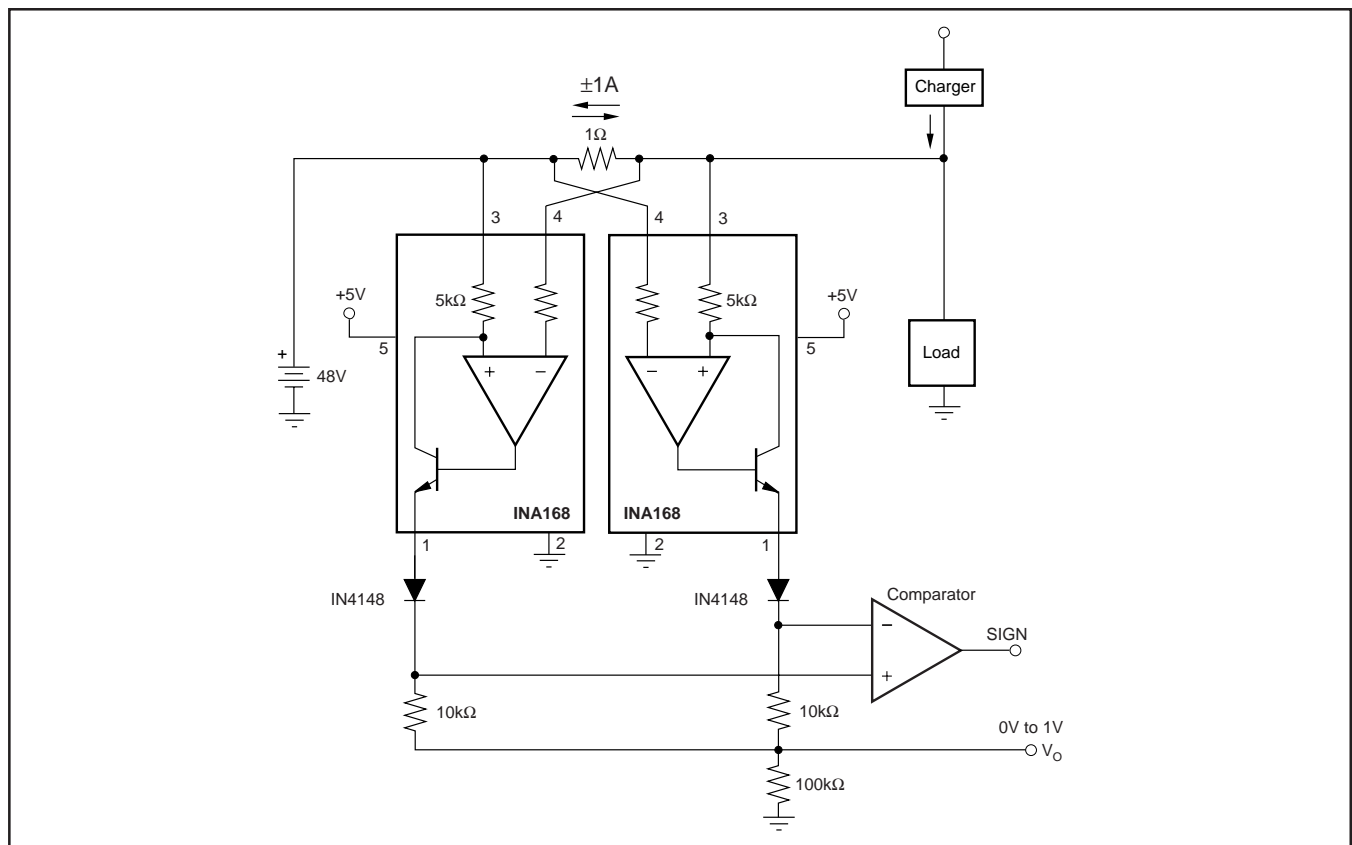 ±1A
Charger
1Ω
3
4
4
3
+5V
5kΩ
5kΩ
+5V
5
5
+
48V
+
−
−
+
Load
INA168
INA168
1
2
2
1
IN4148
IN4148
Comparator
−
SIGN
+
10kΩ
10kΩ
0V to 1V
VO
100kΩ